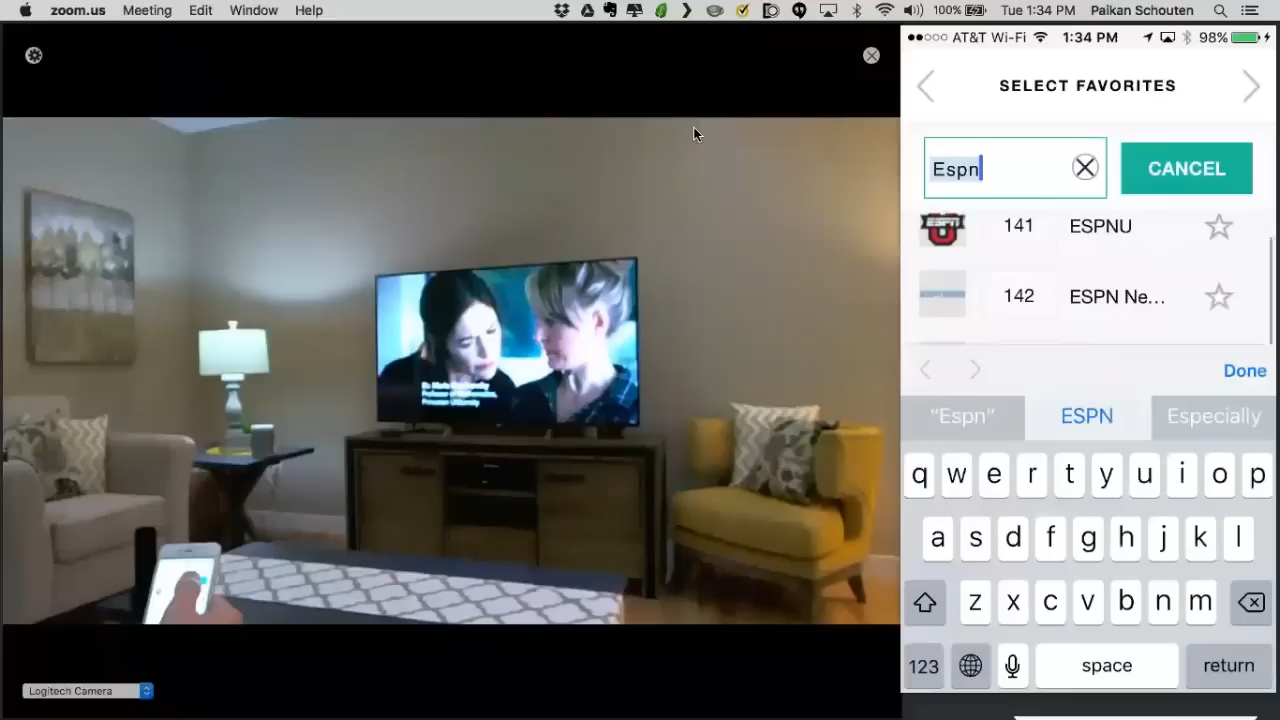 zoom.us Meeting Edit Window Help 100% Tue 1:34 PM Paikan Schouten
AT&T Wi-Fi 1:34 PM 98%
SELECT FAVORITES
Espn CANCEL
141 ESPNU
142 ESPN Ne...
Done
"Espn" ESPN Especially
q w e r t y u i o p
a s d f g h j k l
z x c v b n m
123 space return
Logitech Camera